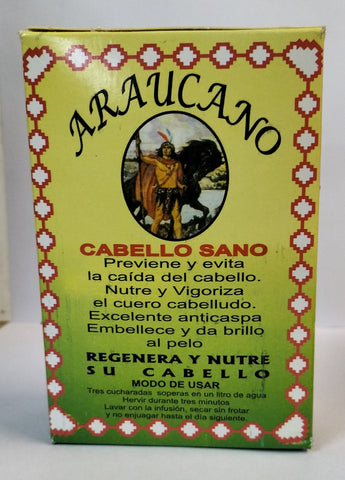 ARAUCANO
CABELLO SANO
Previene y evita
la caída del cabello.
Nutre y Vigoriza
el cuero cabelludo.
Excelente anticaspa
Embellece y da brillo
al pelo
REGENERA Y NUTRE
SU CABELLO
MODO DE USAR
Tres cucharadas soperas en un litro de agua
Hervir durante tres minutos
Lavar con la infusión, secar sin frotar
y no enjuagar hasta el día siguiente.